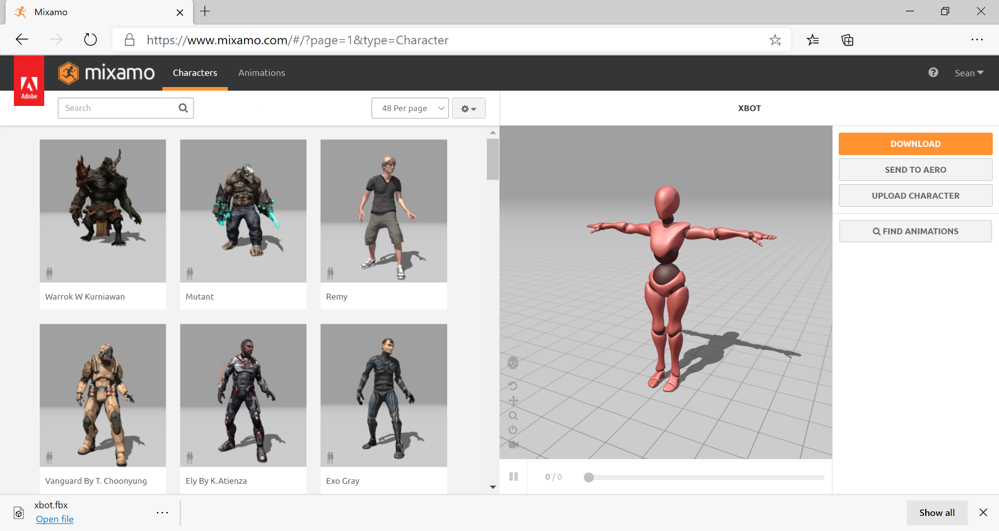 Mixamo
https://www.mixamo.com/#/?page=1&type=Character
Adobe
mixamo
Characters
Animations
Sean
Search
48 Per page
XBOT
Warrok W Kurniawan
Mutant
Remy
Vanguard By T. Choonyung
Ely By K.Atienza
Exo Gray
DOWNLOAD
SEND TO AERO
UPLOAD CHARACTER
FIND ANIMATIONS
0 / 0
xbot.fbx
Open file
Show all